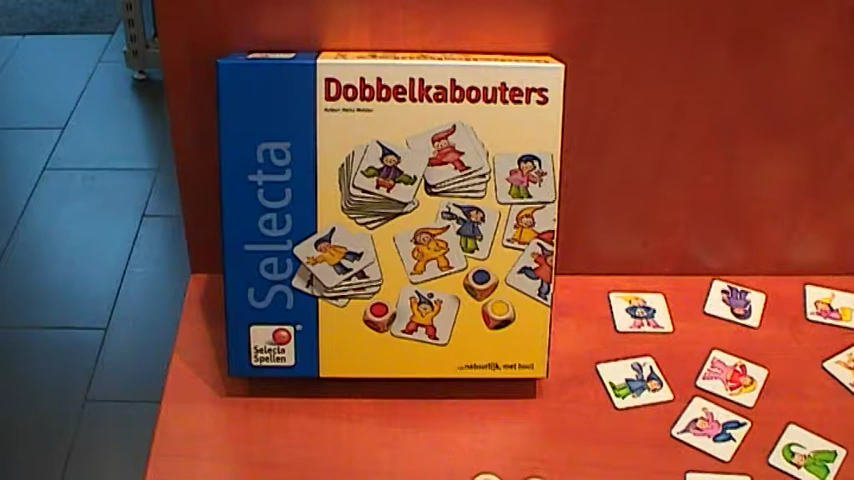 Dobbelkabouters
Selecta
Selecta
Spellen
...natuurlijk, met hout